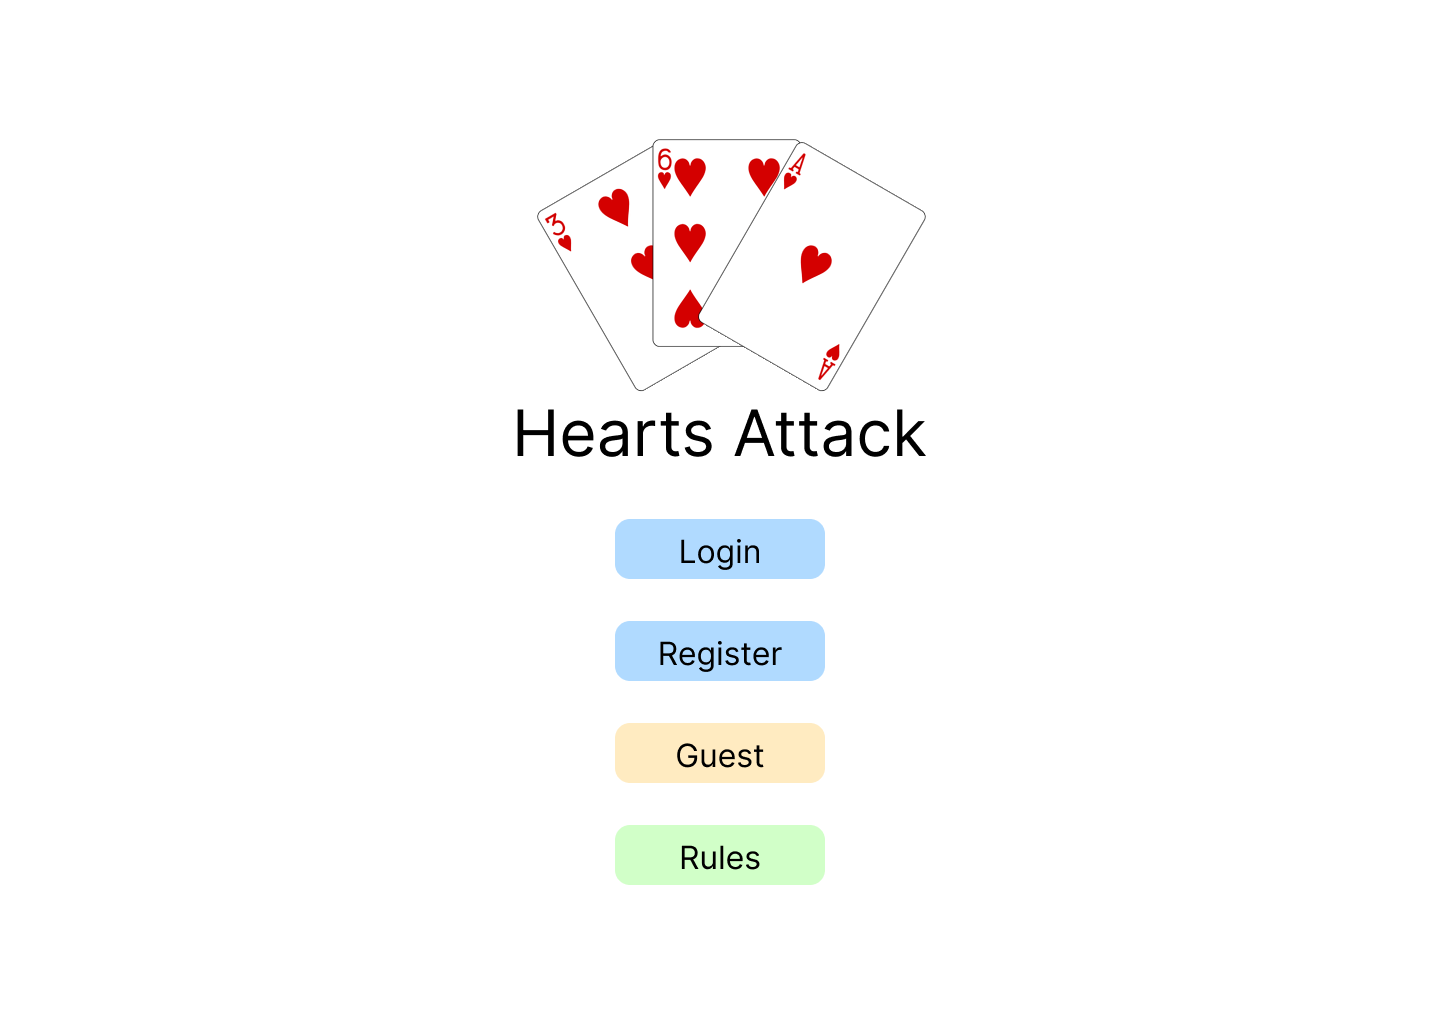 3
6
A
A
Hearts Attack
Login
Register
Guest
Rules